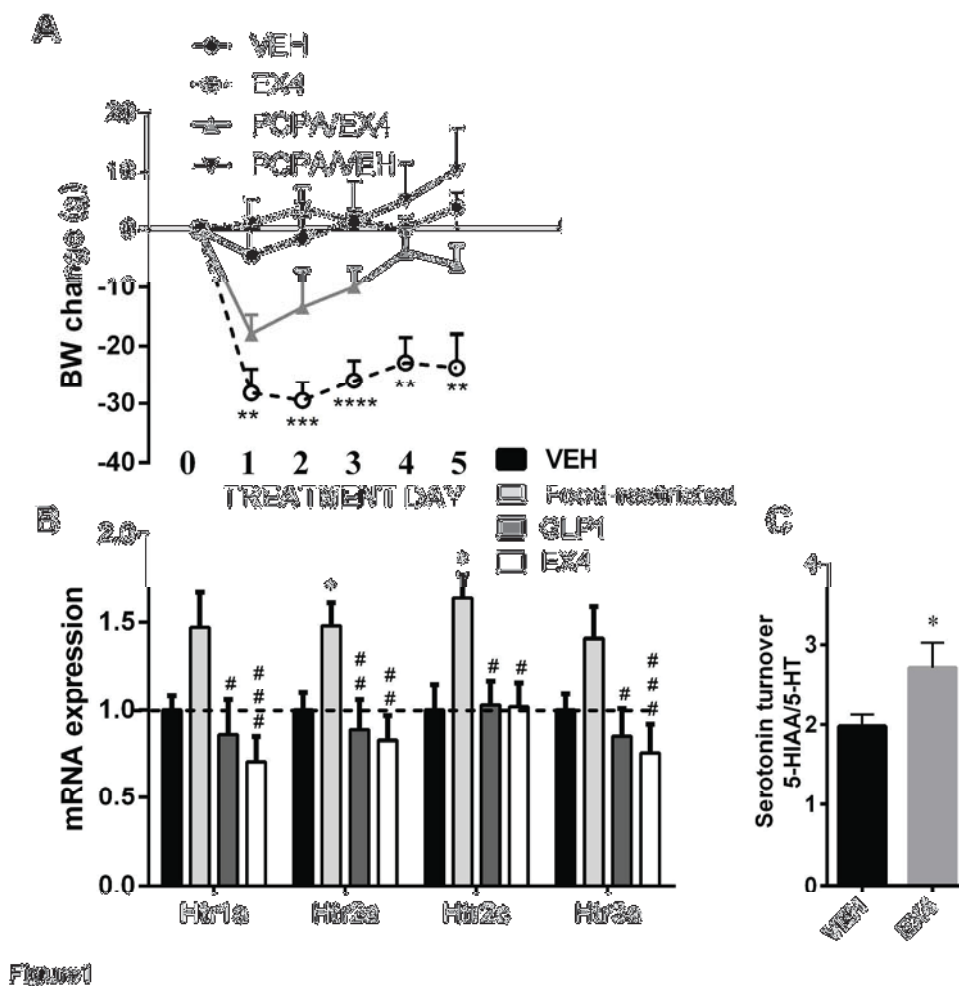 A
VEH
EX4
PCPA/EX4
PCPA/VEH
20
10
0
-10
-20
-30
-40
BW change (g)
**
***
****
**
**
0 1 2 3 4 5
TREATMENT DAY
B
VEH
Food-restricted
GLP1
EX4
2.0
1.5
1.0
0.5
0.0
mRNA expression
#
###
*
##
##
*
#
#
#
###
Htr1a Htr2a Htr2c Htr3a
C
4
3
2
1
0
Serotonin turnover
5-HIAA/5-HT
*
VEH EX4
Figure1